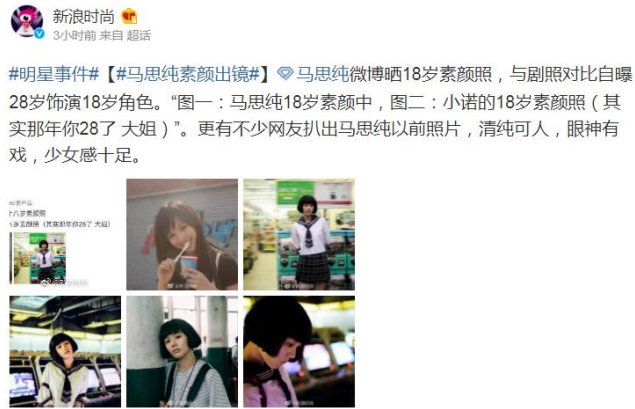 新浪时尚
3小时前 来自 超话
#明星事件#【#马思纯素颜出镜#】马思纯微博晒18岁素颜照，与剧照对比自曝
28岁饰演18岁角色。“图一：马思纯18岁素颜中，图二：小诺的18岁素颜照（其
实那年你28了 大姐）”。更有不少网友扒出马思纯以前照片，清纯可人，眼神有
戏，少女感十足。
十八岁素颜照
八岁素颜照（其实那年你28了 大姐）